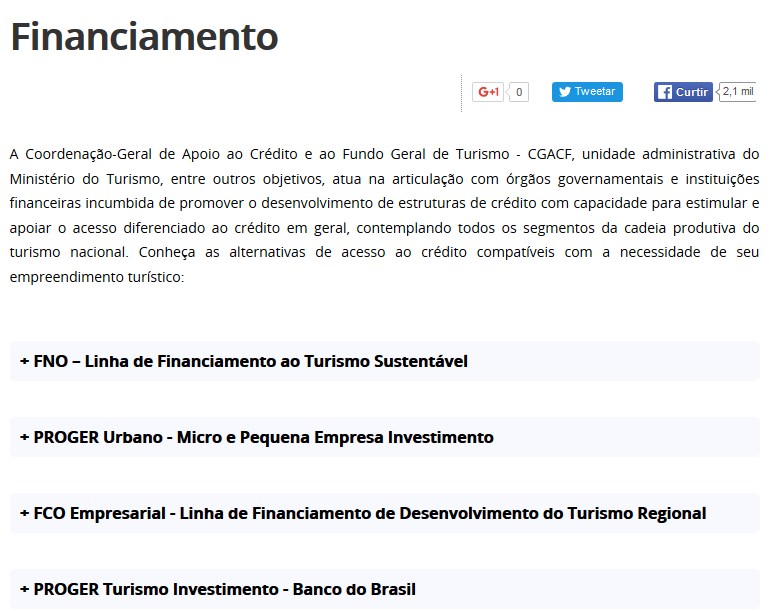 Financiamento
G+1 0 Tweetar Curtir 2,1 mil
A Coordenação-Geral de Apoio ao Crédito e ao Fundo Geral de Turismo - CGACF, unidade administrativa do
Ministério do Turismo, entre outros objetivos, atua na articulação com órgãos governamentais e instituições
financeiras incumbida de promover o desenvolvimento de estruturas de crédito com capacidade para estimular e
apoiar o acesso diferenciado ao crédito em geral, contemplando todos os segmentos da cadeia produtiva do
turismo nacional. Conheça as alternativas de acesso ao crédito compatíveis com a necessidade de seu
empreendimento turístico:
+ FNO – Linha de Financiamento ao Turismo Sustentável
+ PROGER Urbano - Micro e Pequena Empresa Investimento
+ FCO Empresarial - Linha de Financiamento de Desenvolvimento do Turismo Regional
+ PROGER Turismo Investimento - Banco do Brasil